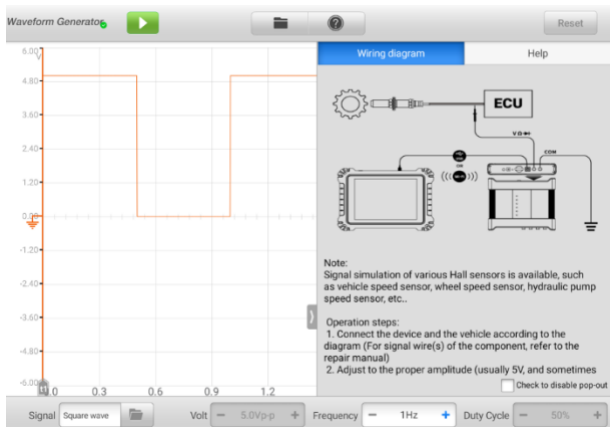 Waveform Generator
Reset
6.00
V
4.80
3.60
2.40
1.20
0.00
-1.20
-2.40
-3.60
-4.80
-6.00
0.3
0.6
0.9
1.2
Wiring diagram
Help
ECU
VΩ
COM
Note:
Signal simulation of various Hall sensors is available, such
as vehicle speed sensor, wheel speed sensor, hydraulic pump
speed sensor, etc..
Operation steps:
1. Connect the device and the vehicle according to the
diagram (For signal wire(s) of the component, refer to the
repair manual)
2. Adjust to the proper amplitude (usually 5V, and sometimes
Check to disable pop-out
Signal Square wave
Volt - 5.0Vp-p +
Frequency - 1Hz +
Duty Cycle - 50% +